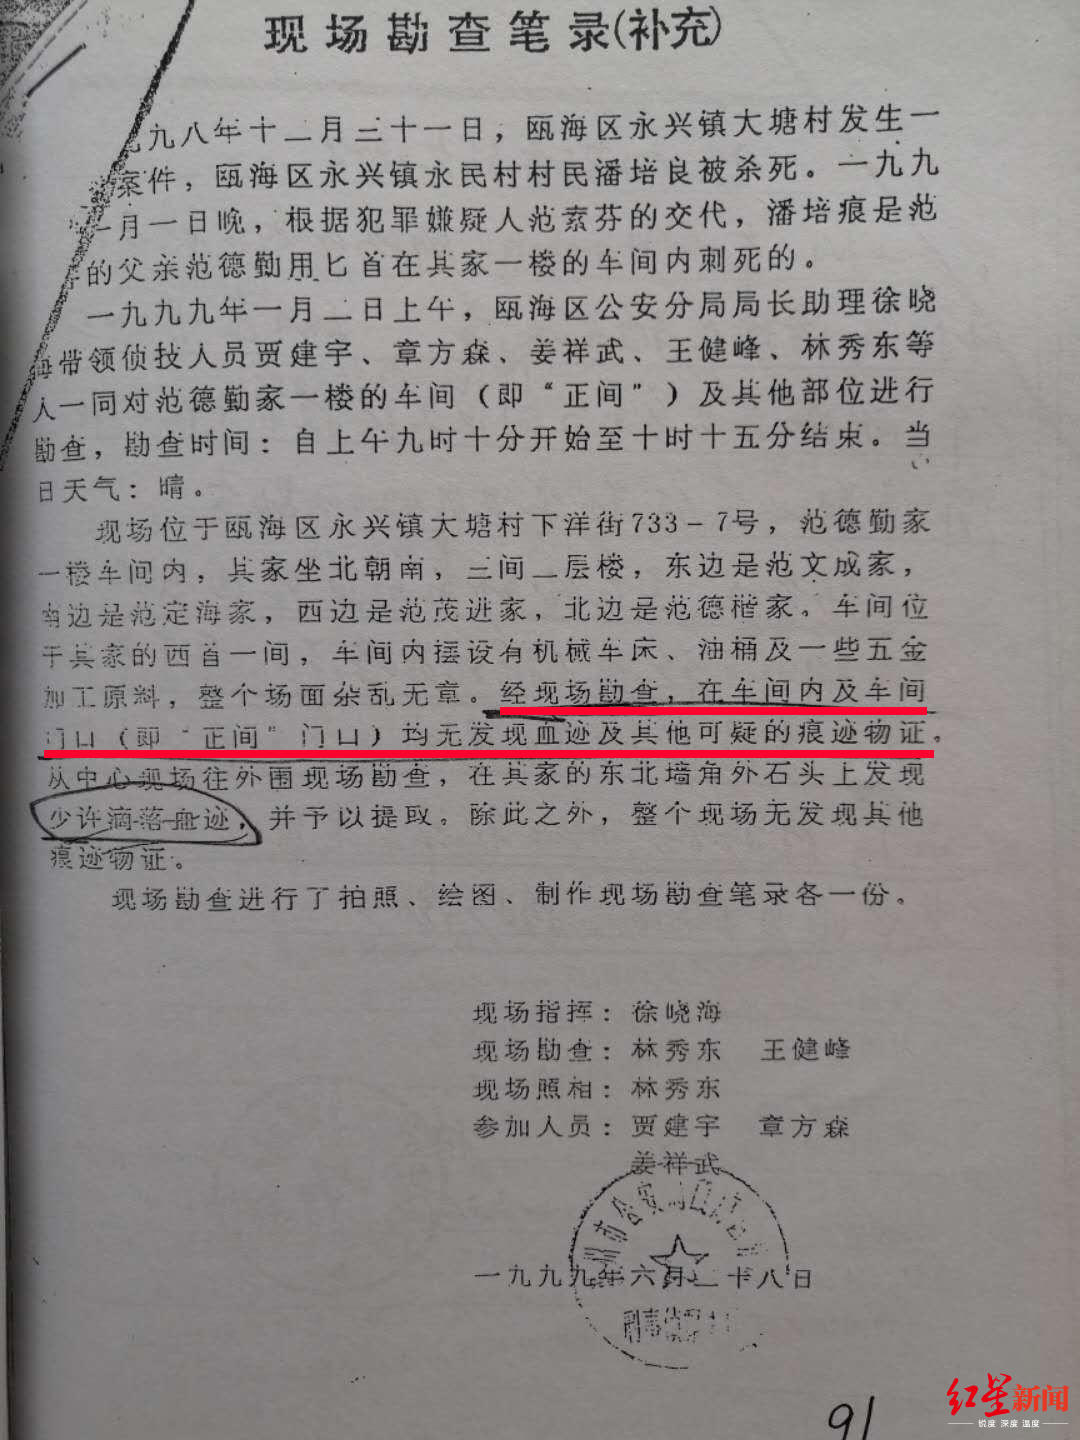 现场勘查笔录(补充)
九八年十二月三十一日，瓯海区永兴镇大塘村发生一
案件，瓯海区永兴镇永民村村民潘培良被杀死。一九九
一月一日晚，根据犯罪嫌疑人范素芬的交代，潘培痕是范
的父亲范德勤用匕首在其家一楼的车间内刺死的。
一九九九年一月二日上午，瓯海区公安分局局长助理徐晓
海带领侦技人员贾建宇、章方森、姜祥武、王健峰、林秀东等
人一同对范德勤家一楼的车间（即“正间”）及其他部位进行
勘查，勘查时间：自上午九时十分开始至十时十五分结束。当
日天气：晴。
现场位于瓯海区永兴镇大塘村下洋街733－7号，范德勤家
一楼车间内，其家坐北朝南，三间二层楼，东边是范文成家，
南边是范定海家，西边是范茂进家，北边是范德楷家。车间位
于其家的西首一间，车间内摆设有机械车床、油桶及一些五金
加工原料，整个场面杂乱无章。经现场勘查，在车间内及车间
门口（即“正间”门口）均无发现血迹及其他可疑的痕迹物证。
从中心现场往外围现场勘查，在其家的东北墙角外石头上发现
少许滴落血迹，并予以提取。除此之外，整个现场无发现其他
痕迹物证。
现场勘查进行了拍照、绘图、制作现场勘查笔录各一份。
现场指挥：徐晓海
现场勘查：林秀东 王健峰
现场照相：林秀东
参加人员：贾建宇 章方森
姜祥武
一九九九年六月二十八日
91
红星新闻
锐度 深度 温度